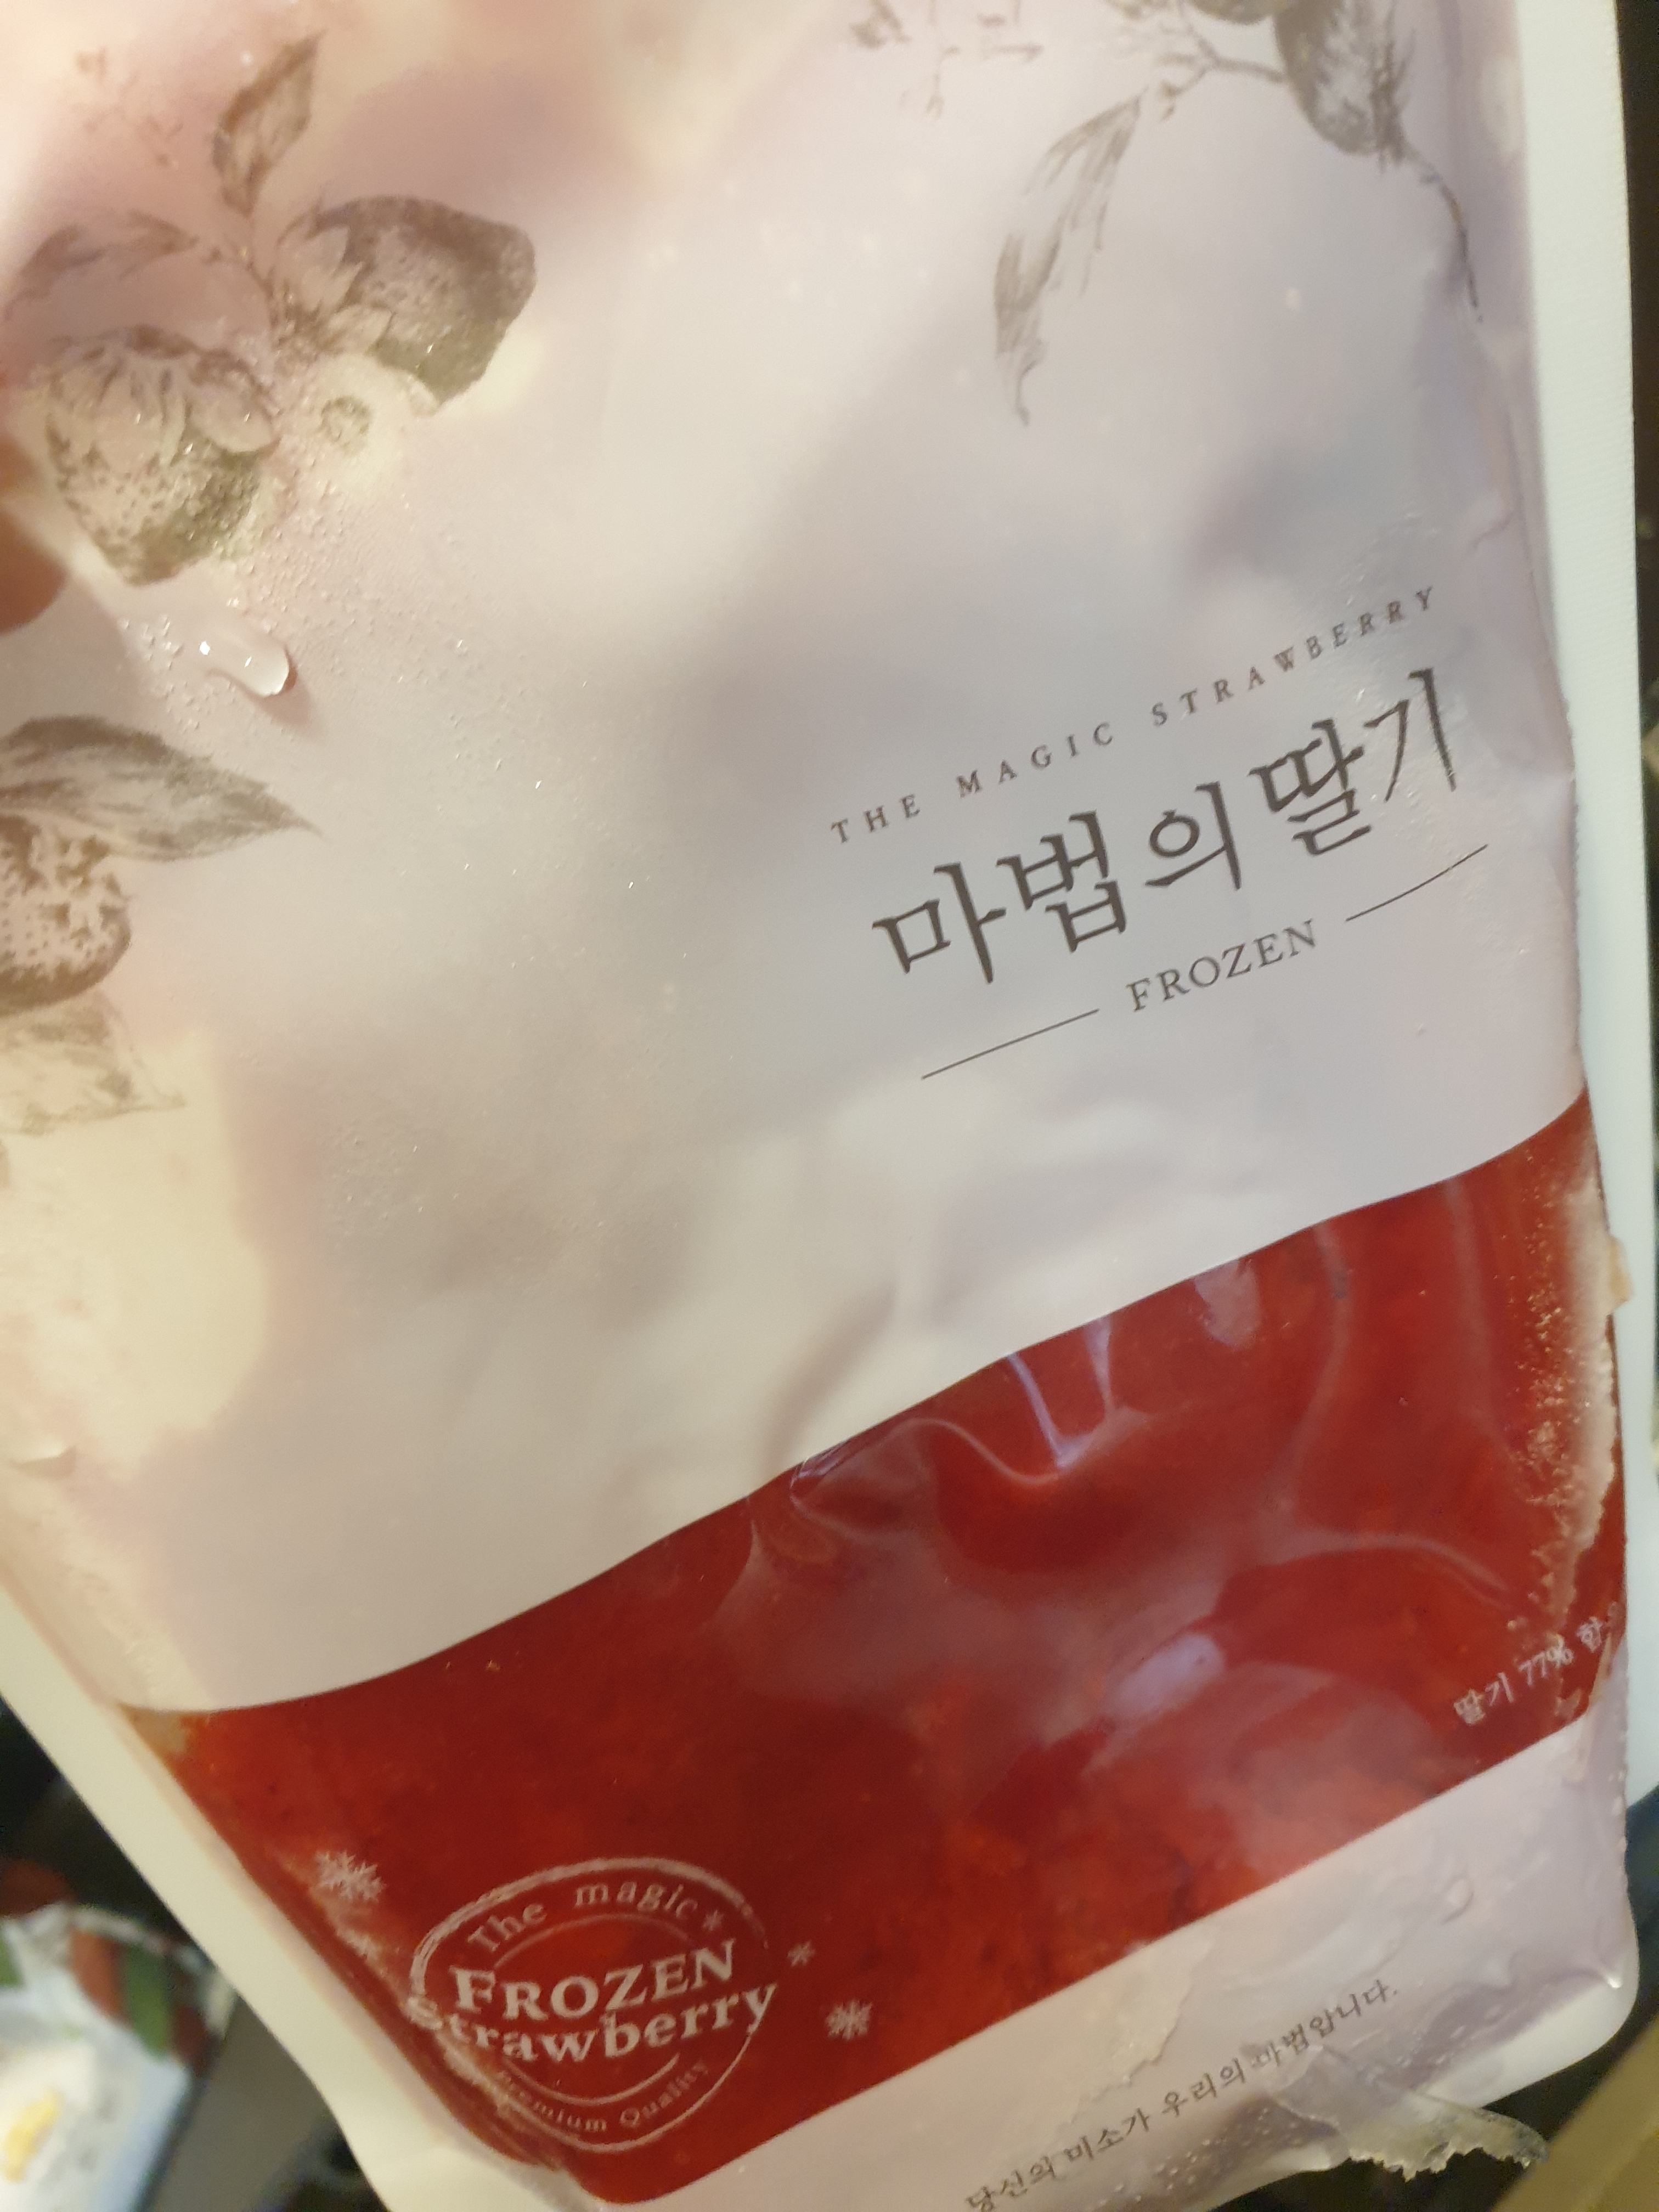 THE MAGIC STRAWBERRY
마법의딸기
FROZEN
딸기 77%
The magic
FROZEN
Strawberry
Premium Quality
당신의 미소가 우리의 마법입니다.